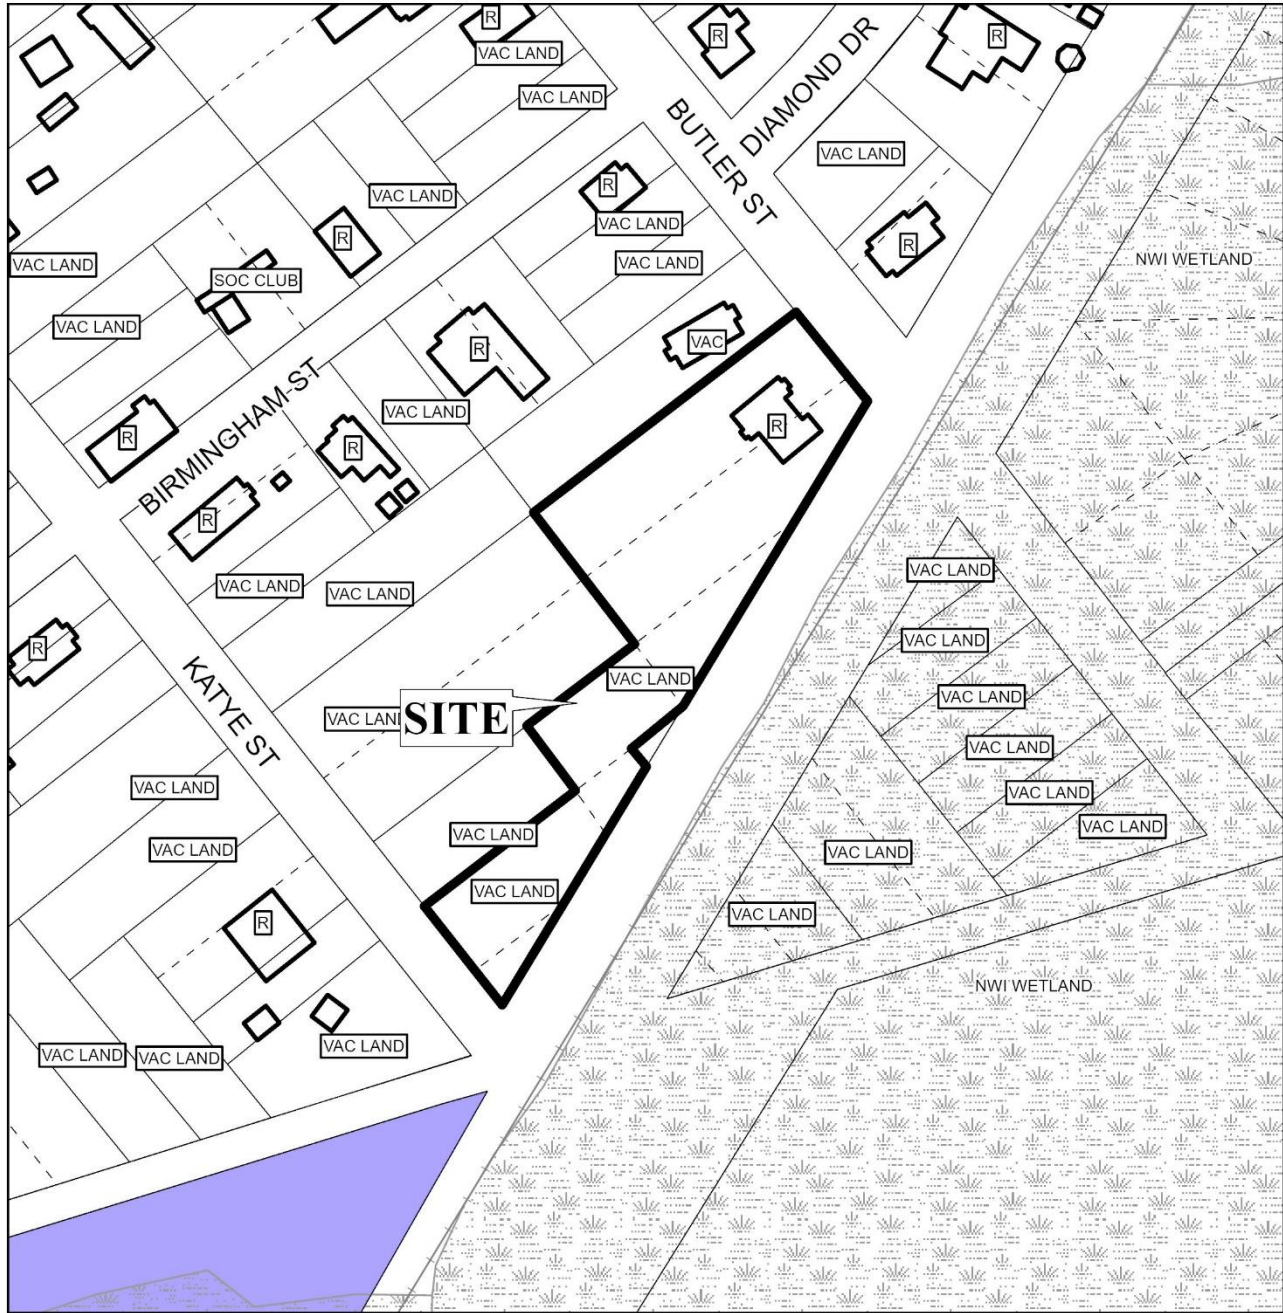 R
VAC LAND
R
R
VAC LAND
BUTLER ST
DIAMOND DR
VAC LAND
R
VAC LAND
VAC LAND
R
R
VAC LAND
VAC LAND
NWI WETLAND
VAC LAND
SOC CLUB
VAC LAND
VAC
R
BIRMINGHAM ST
VAC LAND
R
R
R
R
VAC LAND
VAC LAND
VAC LAND
VAC LAND
R
KATYE ST
VAC LAND
VAC LAND
VAC LAND
SITE
VAC LAND
VAC LAND
VAC LAND
VAC LAND
VAC LAND
VAC LAND
VAC LAND
VAC LAND
VAC LAND
VAC LAND
R
NWI WETLAND
VAC LAND
VAC LAND
VAC LAND